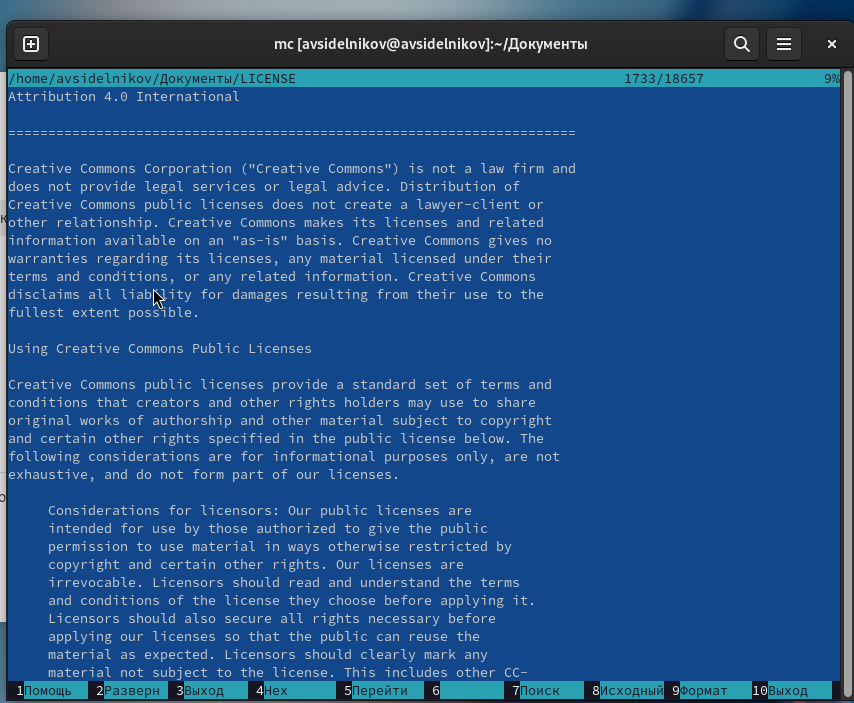 mc [avsidelnikov@avsidelnikov]:~/Документы
/home/avsidelnikov/Документы/LICENSE 1733/18657 9%
Attribution 4.0 International
=======================================================================
Creative Commons Corporation ("Creative Commons") is not a law firm and
does not provide legal services or legal advice. Distribution of
Creative Commons public licenses does not create a lawyer-client or
other relationship. Creative Commons makes its licenses and related
information available on an "as-is" basis. Creative Commons gives no
warranties regarding its licenses, any material licensed under their
terms and conditions, or any related information. Creative Commons
disclaims all liability for damages resulting from their use to the
fullest extent possible.
Using Creative Commons Public Licenses
Creative Commons public licenses provide a standard set of terms and
conditions that creators and other rights holders may use to share
original works of authorship and other material subject to copyright
and certain other rights specified in the public license below. The
following considerations are for informational purposes only, are not
exhaustive, and do not form part of our licenses.
Considerations for licensors: Our public licenses are
intended for use by those authorized to give the public
permission to use material in ways otherwise restricted by
copyright and certain other rights. Our licenses are
irrevocable. Licensors should read and understand the terms
and conditions of the license they choose before applying it.
Licensors should also secure all rights necessary before
applying our licenses so that the public can reuse the
material as expected. Licensors should clearly mark any
material not subject to the license. This includes other CC-
1Помощь 2Разверн 3Выход 4Hex 5Перейти 6 7Поиск 8Исходный 9Формат 10Выход